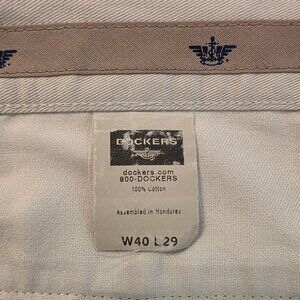 DOCKERS
dockers.com
800-DOCKERS
100% Cotton
Assembled in Honduras
W40 L29